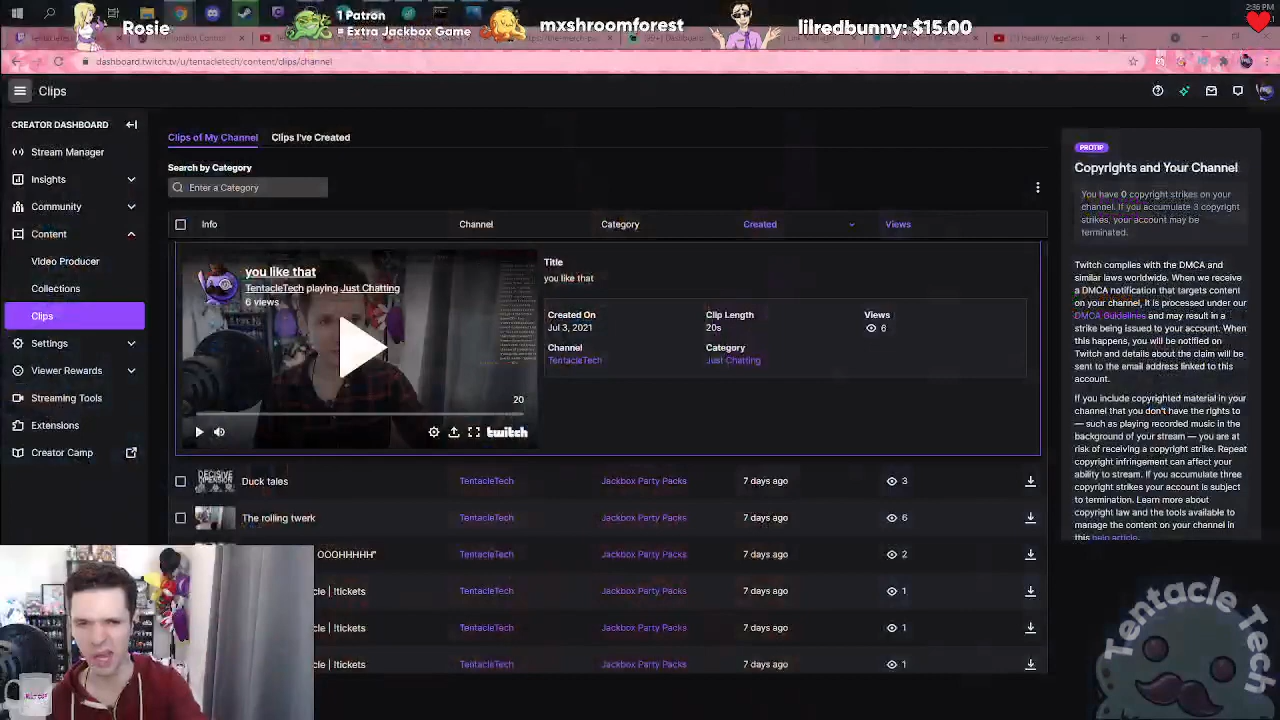 2:36 PM
Rosie
1 Patron
= Extra Jackbox Game
mxshroomforest
lilredbunny: $15.00
dashboard.twitch.tv/u/tentacletech/content/clips/channel
Clips
CREATOR DASHBOARD
Stream Manager
Insights
Community
Content
Video Producer
Collections
Clips
Settings
Viewer Rewards
Streaming Tools
Extensions
Creator Camp
Clips of My Channel
Clips I've Created
Search by Category
Enter a Category
Info
Channel
Category
Created
Views
you like that
TentacleTech playing Just Chatting
6 views
20
twitch
Title
you like that
Created On
Jul 3, 2021
Clip Length
20s
Views
6
Channel
TentacleTech
Category
Just Chatting
DECISIVE
Duck tales
TentacleTech
Jackbox Party Packs
7 days ago
3
The rolling twerk
TentacleTech
Jackbox Party Packs
7 days ago
6
OOOHHHHH"
TentacleTech
Jackbox Party Packs
7 days ago
2
cle | !tickets
TentacleTech
Jackbox Party Packs
7 days ago
1
cle | !tickets
TentacleTech
Jackbox Party Packs
7 days ago
1
cle | !tickets
TentacleTech
Jackbox Party Packs
7 days ago
1
PROTIP
Copyrights and Your Channel
You have 0 copyright strikes on your
channel. If you accumulate 3 copyright
strikes, your account may be
terminated.
Twitch complies with the DMCA and
similar laws worldwide. When we receive
a DMCA notification that targets content
on your channel, it is processed under our
DMCA Guidelines and may result in a
strike being issued to your account. When
this happens, you will be notified by
Twitch and details about the claim will be
sent to the email address linked to this
account.
If you include copyrighted material in your
channel that you don't have the rights to
— such as playing recorded music in the
background of your stream — you are at
risk of receiving a copyright strike. Repeat
copyright infringement can affect your
ability to stream. If you accumulate three
copyright strikes your account is subject
to termination. Learn more about
copyright law and the tools available to
manage the content on your channel in
this help article.
Tentacle Tech